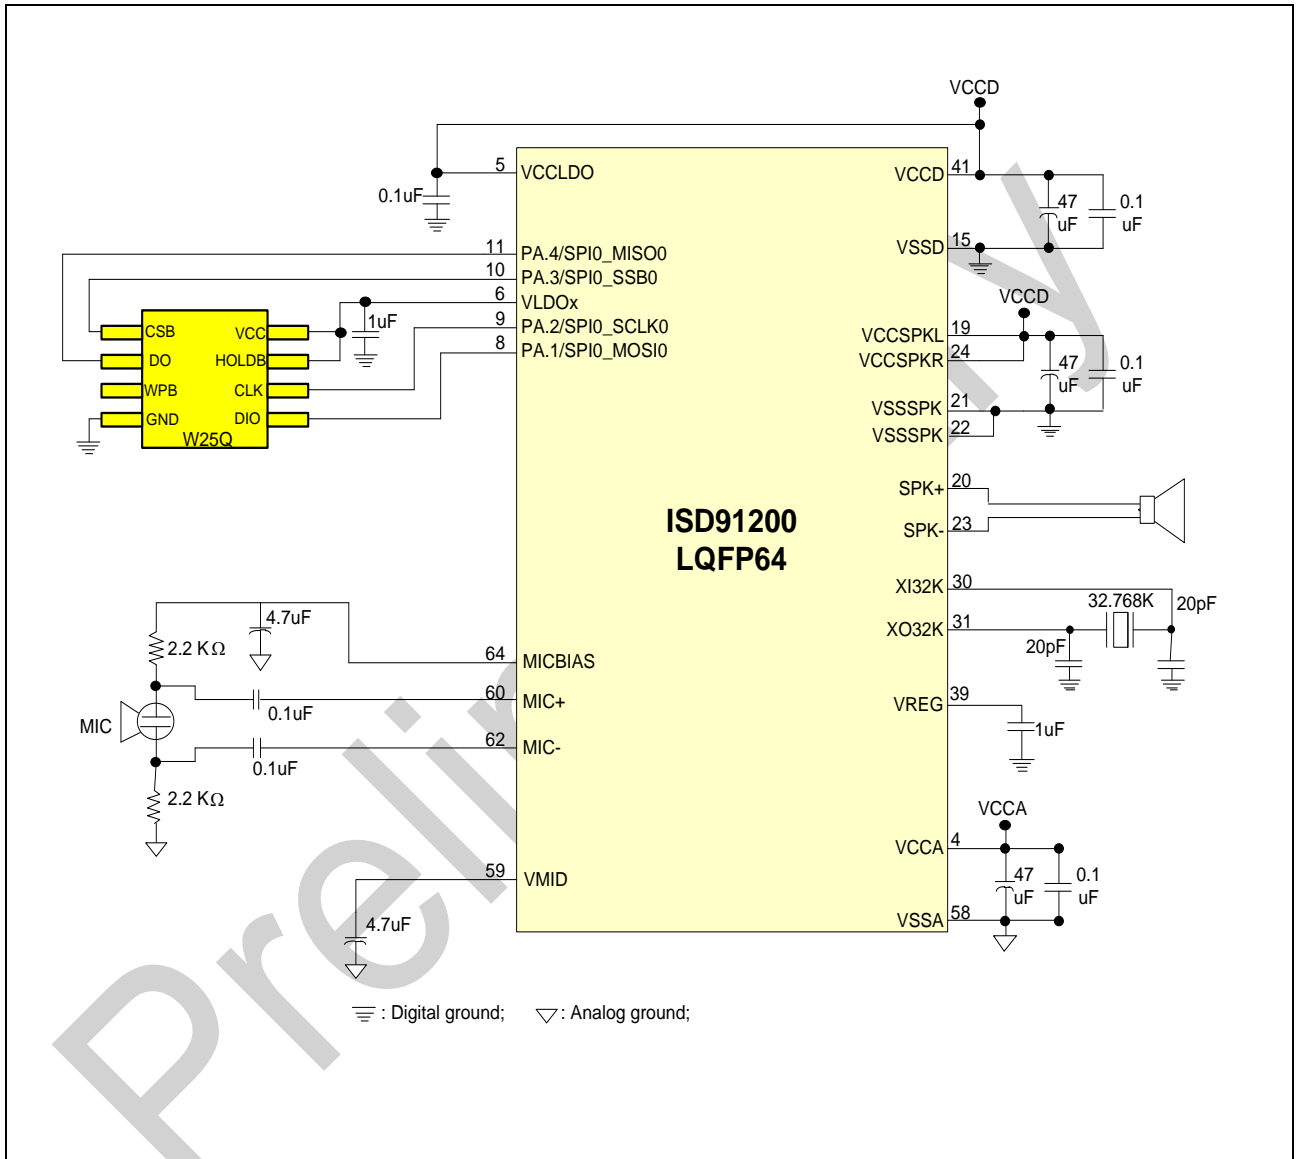 VCCD
5 VCCLDO
VCCD 41
0.1uF
47
uF
0.1
uF
VSSD 15
11 PA.4/SPI0_MISO0
10 PA.3/SPI0_SSB0
6 VLDOx
9 PA.2/SPI0_SCLK0
8 PA.1/SPI0_MOSI0
1uF
CSB VCC
DO HOLDB
WPB CLK
GND DIO
W25Q
VCCD
VCCSPKL 19
VCCSPKR 24
47
uF
0.1
uF
VSSSPK 21
VSSSPK 22
SPK+ 20
SPK- 23
ISD91200
LQFP64
XI32K 30
XO32K 31
32.768K
20pF
20pF
4.7uF
2.2 KΩ
64 MICBIAS
60 MIC+
0.1uF
MIC
62 MIC-
0.1uF
2.2 KΩ
VREG 39
1uF
VCCA
VCCA 4
47
uF
0.1
uF
VSSA 58
59 VMID
4.7uF
: Digital ground; : Analog ground;